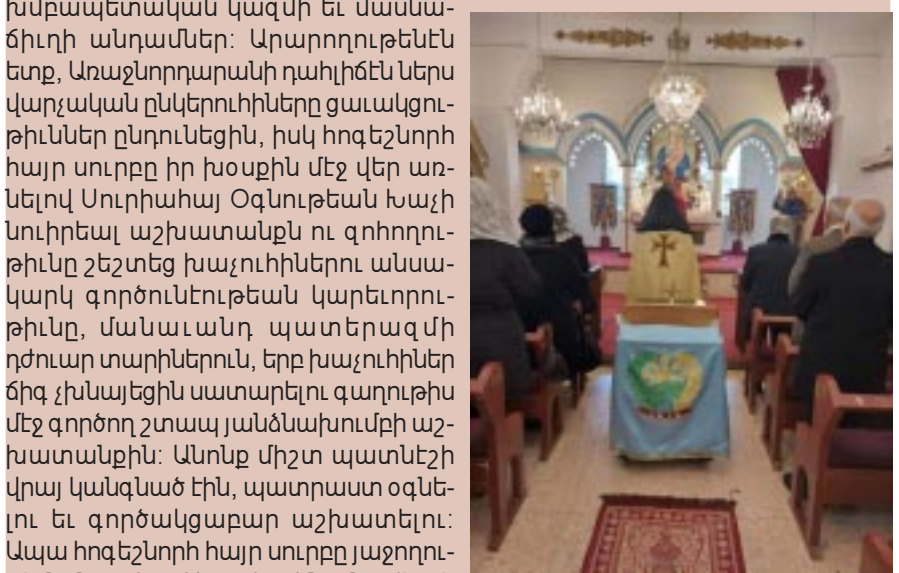 խմբապետական կազմի եւ մասնա-
ճիւղի անդամներ։ Արարողութենէն
ետք, Առաջնորդարանի դահլիճէն ներս
վարչական ընկերուհիները ցաւակցու-
թիւններ ընդունեցին, իսկ հոգեշնորհ
հայր սուրբը իր խօսքին մէջ վեր առ-
նելով Սուրիահայ Օգնութեան Խաչի
նուիրեալ աշխատանքն ու զոհողու-
թիւնը շեշտեց խաչուհիներու անսա-
կարկ գործունէութեան կարեւորու-
թիւնը, մանաւանդ պատերազմի
դժուար տարիներուն, երբ խաչուհիներ
ճիգ չխնայեցին սատարելու գաղութիս
մէջ գործող շտապ յանձնախումբի աշ-
խատանքին։ Անոնք միշտ պատնէշի
վրայ կանգնած էին, պատրաստ օգնե-
լու եւ գործակցաբար աշխատելու։
Ապա հոգեշնորհ հայր սուրբը յաջողու-